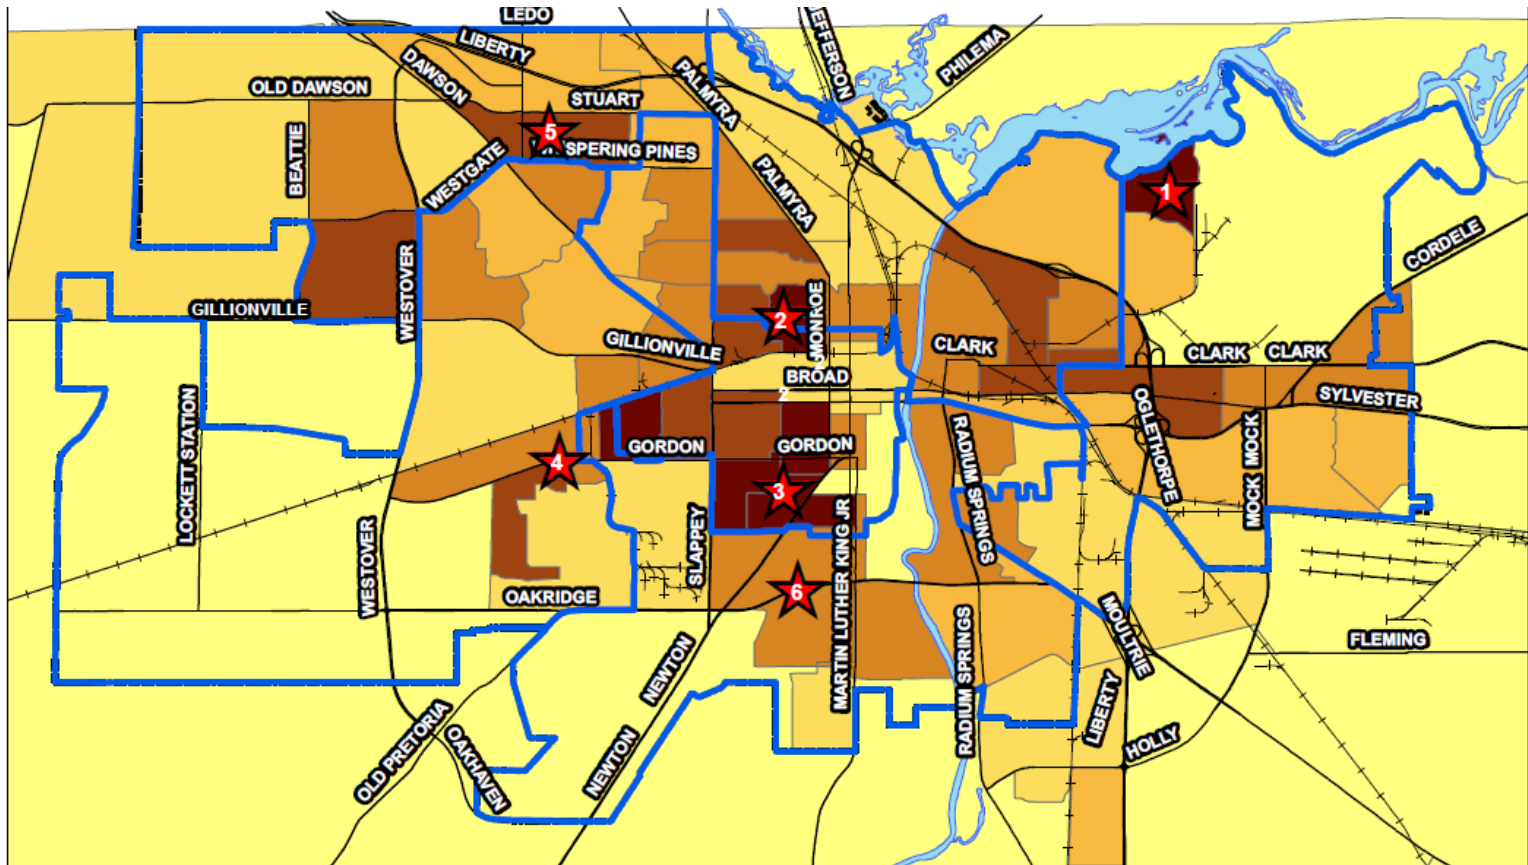 LEDO
LIBERTY
JEFFERSON
PHILEMA
DAWSON
PALMYRA
OLD DAWSON
STUART
5
SPERING PINES
BEATTIE
WESTGATE
PALMYRA
1
WESTOVER
CORDELE
GILLIONVILLE
2
MONROE
GILLIONVILLE
CLARK
CLARK
CLARK
BROAD
2
SYLVESTER
LOCKETT STATION
GORDON
GORDON
RADIUM SPRINGS
OGLETHORPE
MOCK
MOCK
4
3
WESTOVER
SLAPPEY
MARTIN LUTHER KING JR
OAKRIDGE
6
MOULTRIE
FLEMING
NEWTON
RADIUM SPRINGS
LIBERTY
OLD PRETORIA
OAKHAVEN
NEWTON
HOLLY